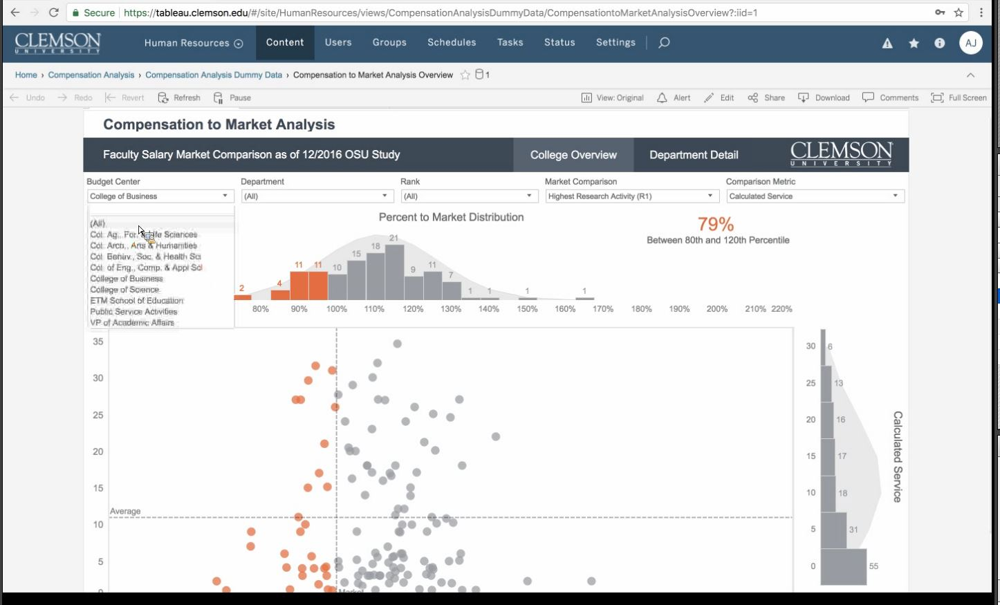 Secure https://tableau.clemson.edu/#/site/HumanResources/views/CompensationAnalysisDummyData/CompensationtoMarketAnalysisOverview?:iid=1
CLEMSON
UNIVERSITY
Human Resources Content Users Groups Schedules Tasks Status Settings AJ
Home › Compensation Analysis › Compensation Analysis Dummy Data › Compensation to Market Analysis Overview 1
Undo Redo Revert Refresh Pause View: Original Alert Edit Share Download Comments Full Screen
Compensation to Market Analysis
Faculty Salary Market Comparison as of 12/2016 OSU Study College Overview Department Detail CLEMSON
UNIVERSITY
Budget Center Department Rank Market Comparison Comparison Metric
College of Business (All) (All) Highest Research Activity (R1) Calculated Service
(All)
Col. Ag., For. & Life Sciences
Col. Arch., Arts & Humanities
Col. Behav., Soc. & Health Sci
Col. of Eng., Comp. & Appl Sci
College of Business
College of Science
ETM School of Education
Public Service Activities
VP of Academic Affairs
Percent to Market Distribution
79%
Between 80th and 120th Percentile
2 4 11 11 10 15 18 21 9 11 7 1 1 1 1
80% 90% 100% 110% 120% 130% 140% 150% 160% 170% 180% 190% 200% 210% 220%
35
30
25
20
15
Average
10
5
0
Market
30 6
25 13
20 16
15 17
10 18
5 31
0 55
Calculated Service